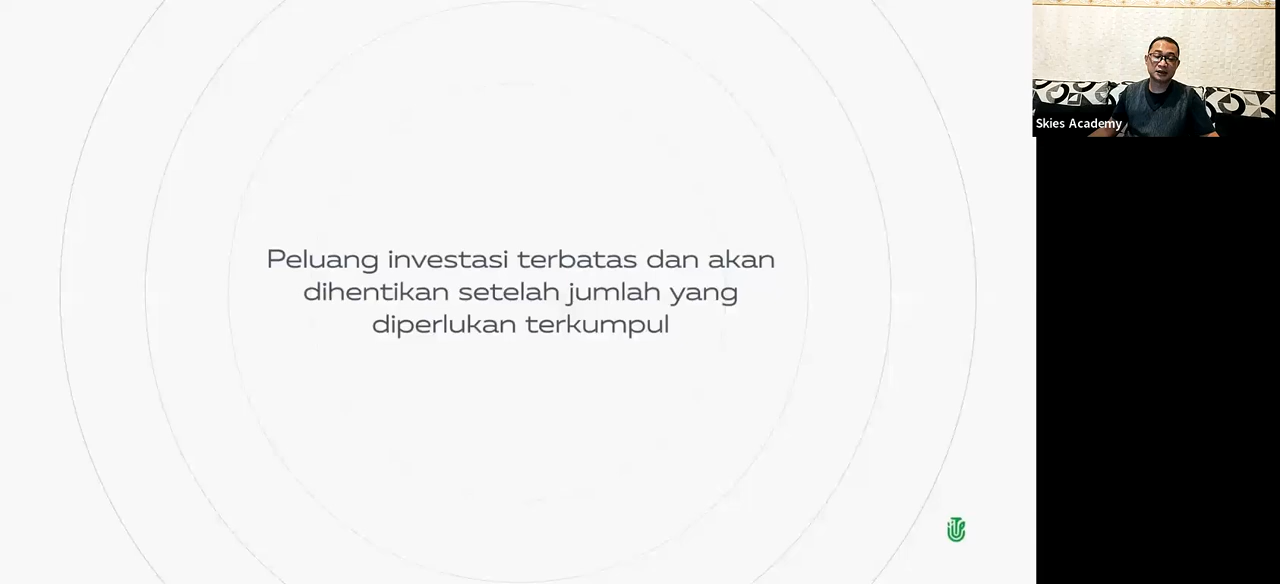 Peluang investasi terbatas dan akan
dihentikan setelah jumlah yang
diperlukan terkumpul
Skies Academy